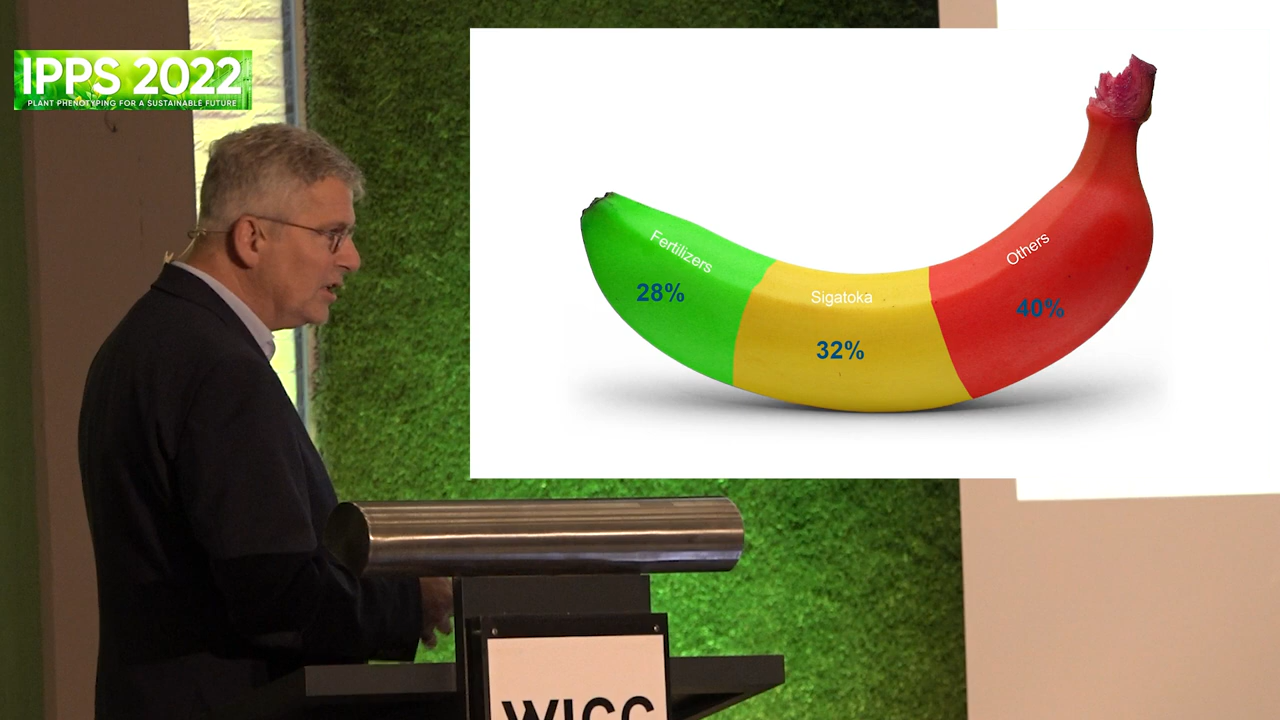 IPPS 2022
PLANT PHENOTYPING FOR A SUSTAINABLE FUTURE
Fertilizers
28%
Sigatoka
32%
Others
40%
WICC